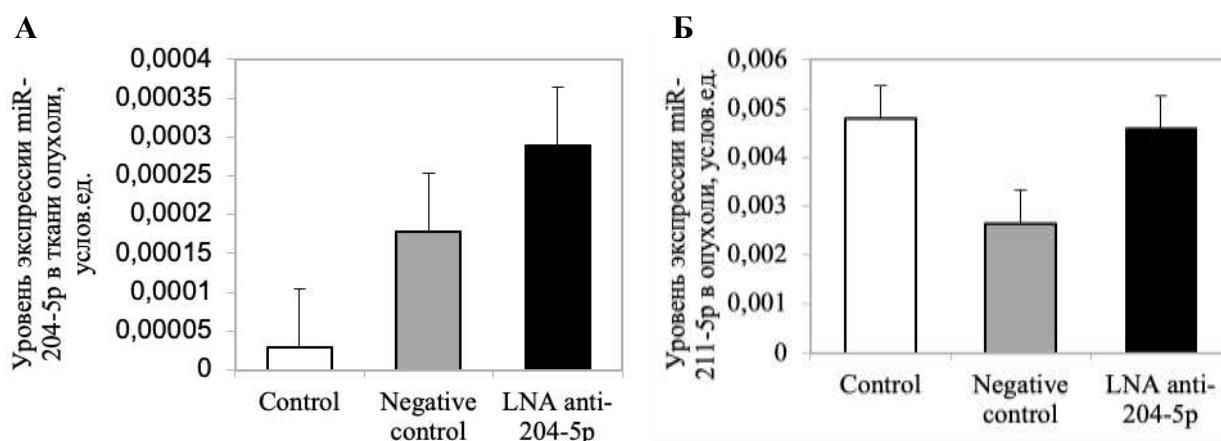 А
Уровень экспрессии miR-
204-5p в ткани опухоли,
услов.ед.
0,0004
0,00035
0,0003
0,00025
0,0002
0,00015
0,0001
0,00005
0
Control
Negative
control
LNA anti-
204-5p
Б
Уровень экспрессии miR-
211-5p в опухоли, услов.ед.
0,006
0,005
0,004
0,003
0,002
0,001
0
Control
Negative
control
LNA anti-
204-5p